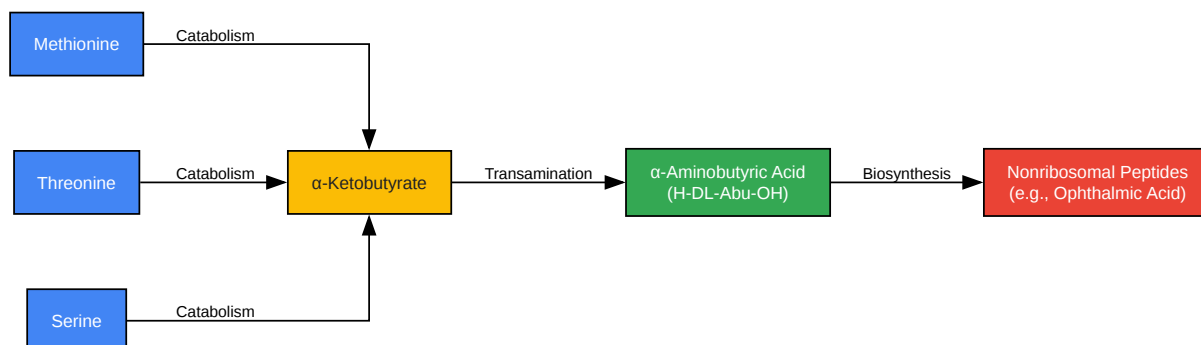 Methionine
Catabolism
Threonine
Catabolism
α-Ketobutyrate
Transamination
α-Aminobutyric Acid
(H-DL-Abu-OH)
Biosynthesis
Nonribosomal Peptides
(e.g., Ophthalmic Acid)
Serine
Catabolism